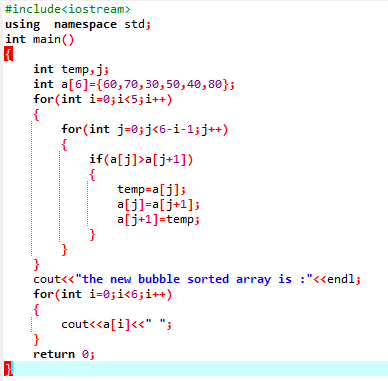 #include<iostream>
using  namespace std;
int main()
{
    int temp,j;
    int a[6]={60,70,30,50,40,80};
    for(int i=0;i<5;i++)
    {
        for(int j=0;j<6-i-1;j++)
        {
            if(a[j]>a[j+1])
            {
                temp=a[j];
                a[j]=a[j+1];
                a[j+1]=temp;
            }
        }
    }
    cout<<"the new bubble sorted array is :"<<endl;
    for(int i=0;i<6;i++)
    {
        cout<<a[i]<<" ";
    }
    return 0;
}